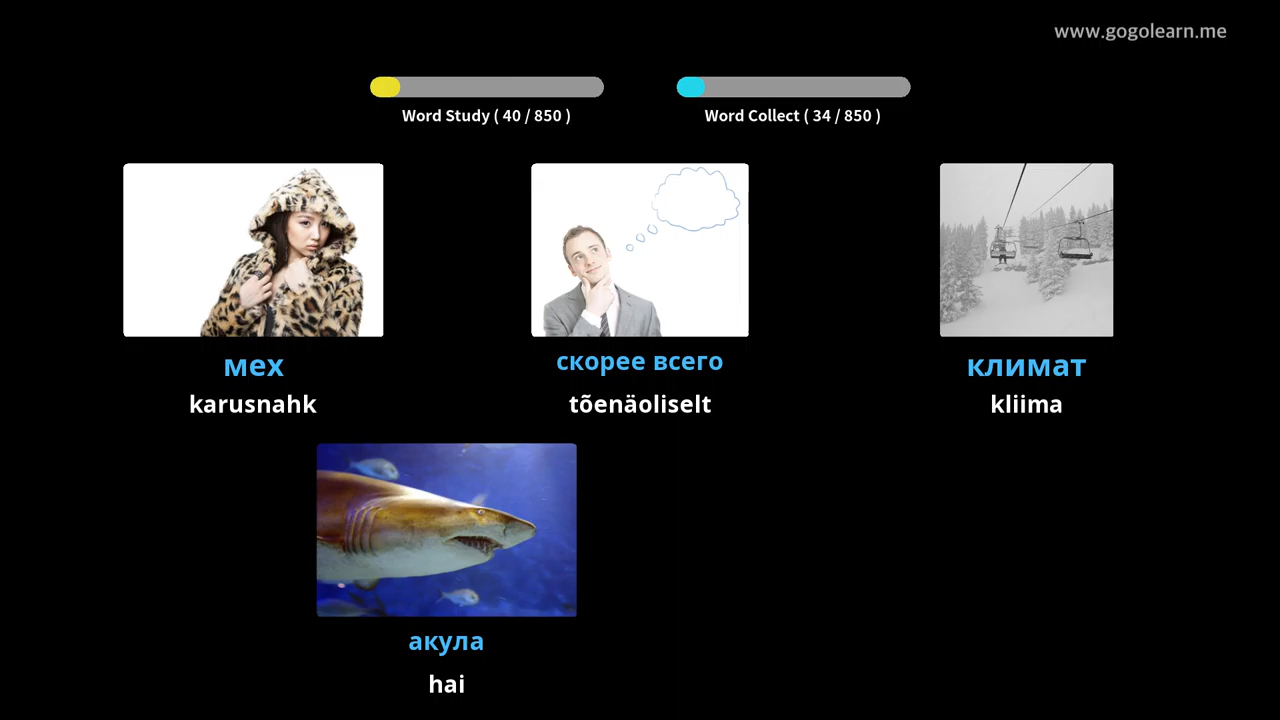 www.gogolearn.me
Word Study ( 40 / 850 )
Word Collect ( 34 / 850 )
мех
скорее всего
климат
karusnahk
tõenäoliselt
kliima
акула
hai